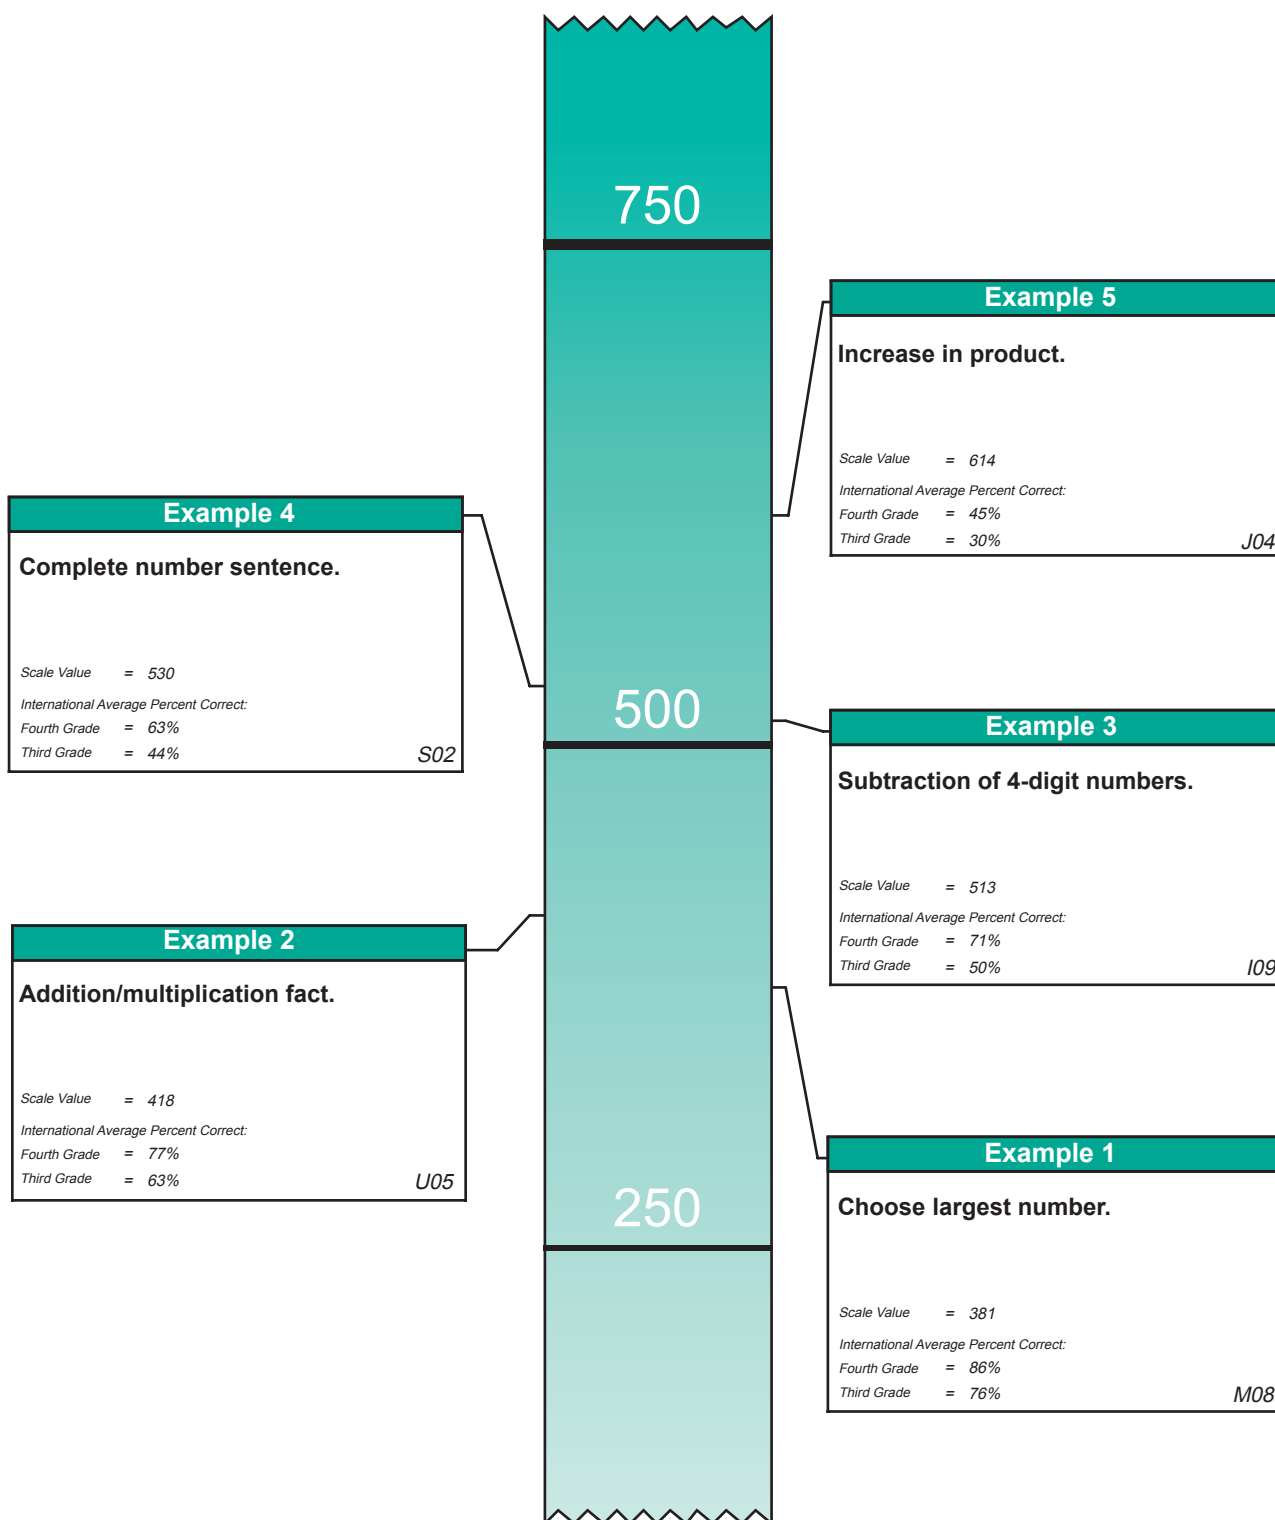 750
Example 5
Increase in product.
Scale Value = 614
International Average Percent Correct:
Fourth Grade = 45%
Third Grade = 30%
J04
Example 4
Complete number sentence.
Scale Value = 530
International Average Percent Correct:
Fourth Grade = 63%
Third Grade = 44%
S02
500
Example 3
Subtraction of 4-digit numbers.
Scale Value = 513
International Average Percent Correct:
Fourth Grade = 71%
Third Grade = 50%
I09
Example 2
Addition/multiplication fact.
Scale Value = 418
International Average Percent Correct:
Fourth Grade = 77%
Third Grade = 63%
U05
250
Example 1
Choose largest number.
Scale Value = 381
International Average Percent Correct:
Fourth Grade = 86%
Third Grade = 76%
M08